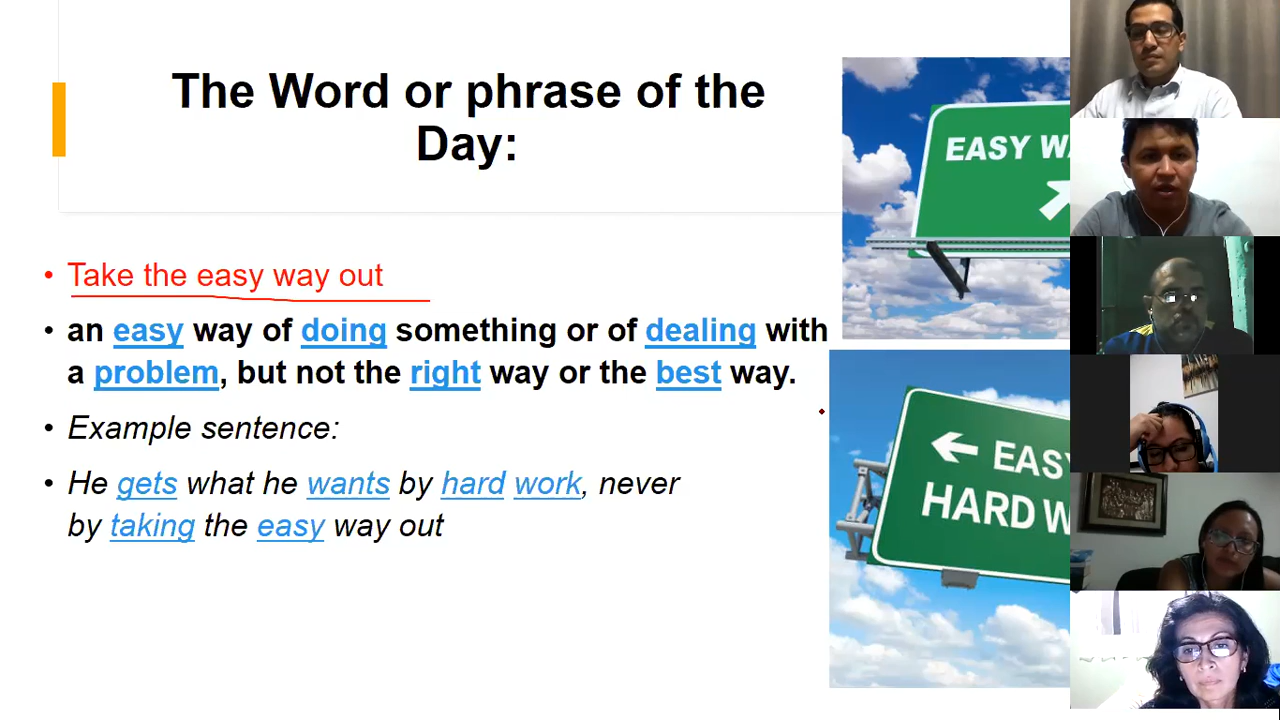 The Word or phrase of the
Day:
• Take the easy way out
• an easy way of doing something or of dealing with
a problem, but not the right way or the best way.
• Example sentence:
• He gets what he wants by hard work, never
by taking the easy way out
EASY WA
EASY
HARD W